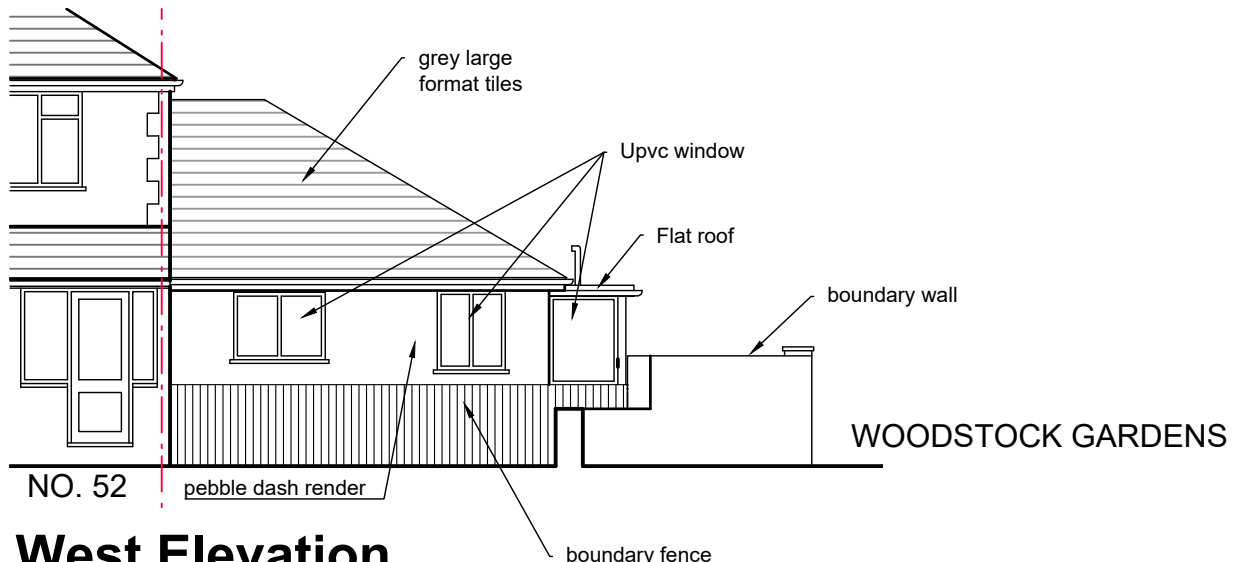 grey large
format tiles
Upvc window
Flat roof
boundary wall
WOODSTOCK GARDENS
NO. 52
pebble dash render
West Elevation
boundary fence